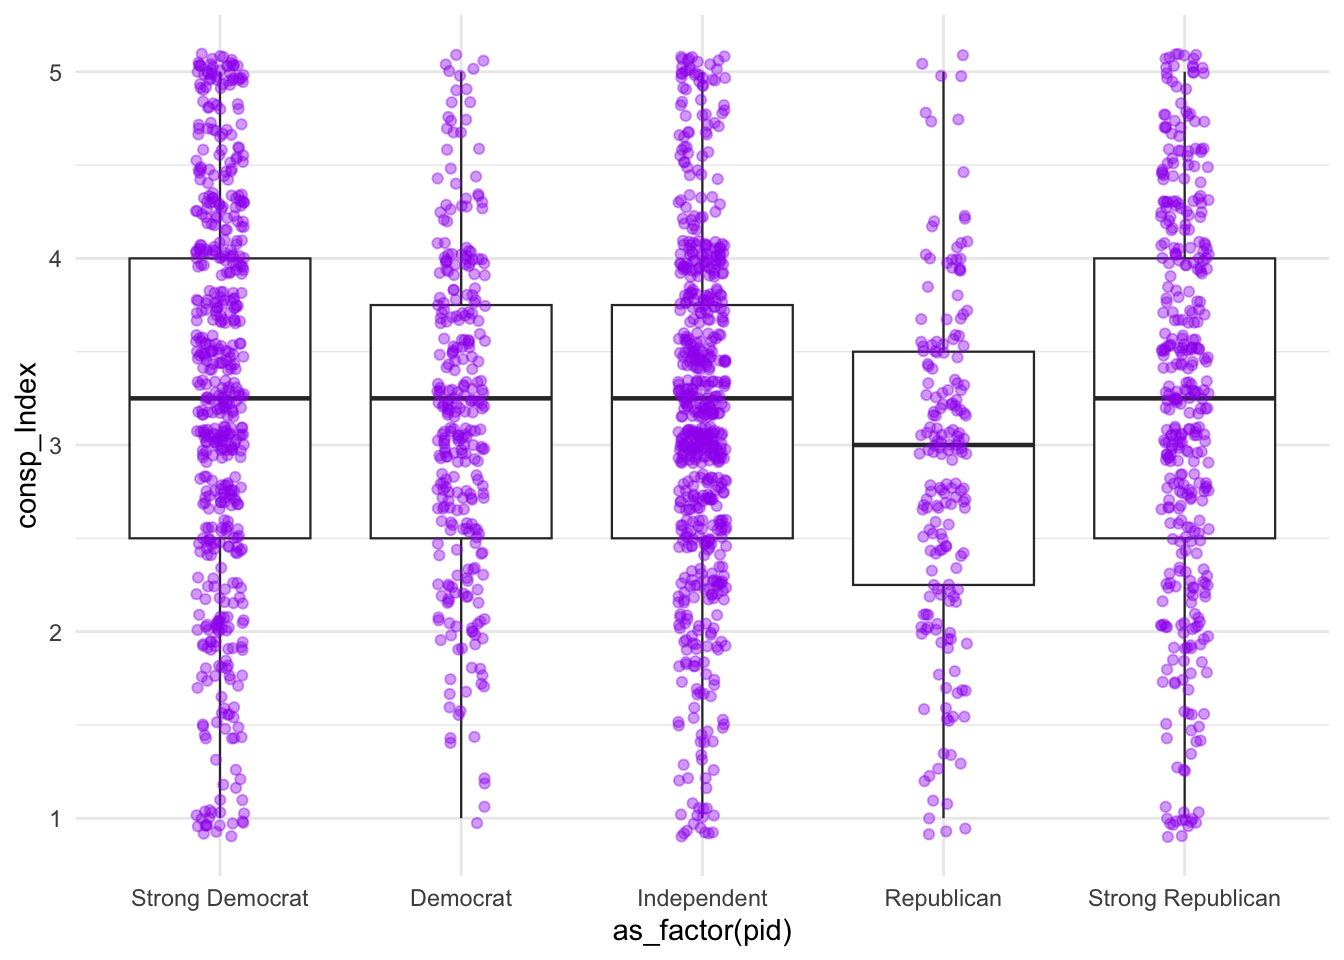 5
4
3
2
1
consp_Index
Strong Democrat Democrat Independent Republican Strong Republican
as_factor(pid)